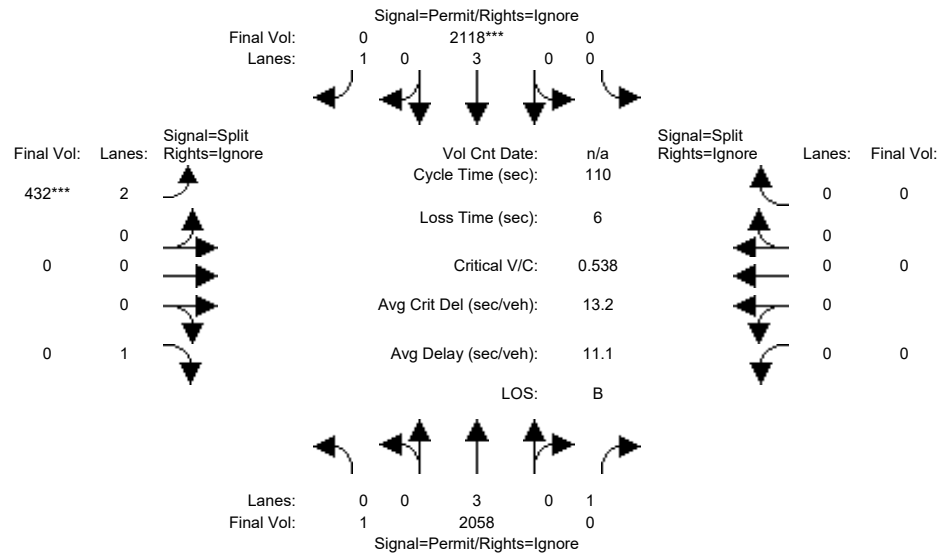 Signal=Permit/Rights=Ignore
Final Vol: 0 2118*** 0
Lanes: 1 0 3 0 0
Signal=Split Signal=Split
Final Vol: Lanes: Rights=Ignore Vol Cnt Date: n/a Rights=Ignore Lanes: Final Vol:
Cycle Time (sec): 110
432*** 2 0 0
Loss Time (sec): 6
0 0
0 0 Critical V/C: 0.538 0 0
0 Avg Crit Del (sec/veh): 13.2 0
0 1 Avg Delay (sec/veh): 11.1 0 0
LOS: B
Lanes: 0 0 3 0 1
Final Vol: 1 2058 0
Signal=Permit/Rights=Ignore